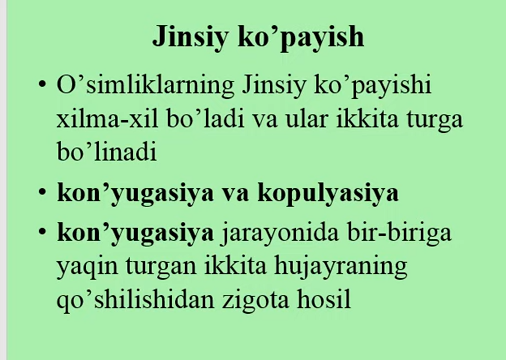 Jinsiy ko’payish
• O’simliklarning Jinsiy ko’payishi
xilma-xil bo’ladi va ular ikkita turga
bo’linadi
• kon’yugasiya va kopulyasiya
• kon’yugasiya jarayonida bir-biriga
yaqin turgan ikkita hujayraning
qo’shilishidan zigota hosil